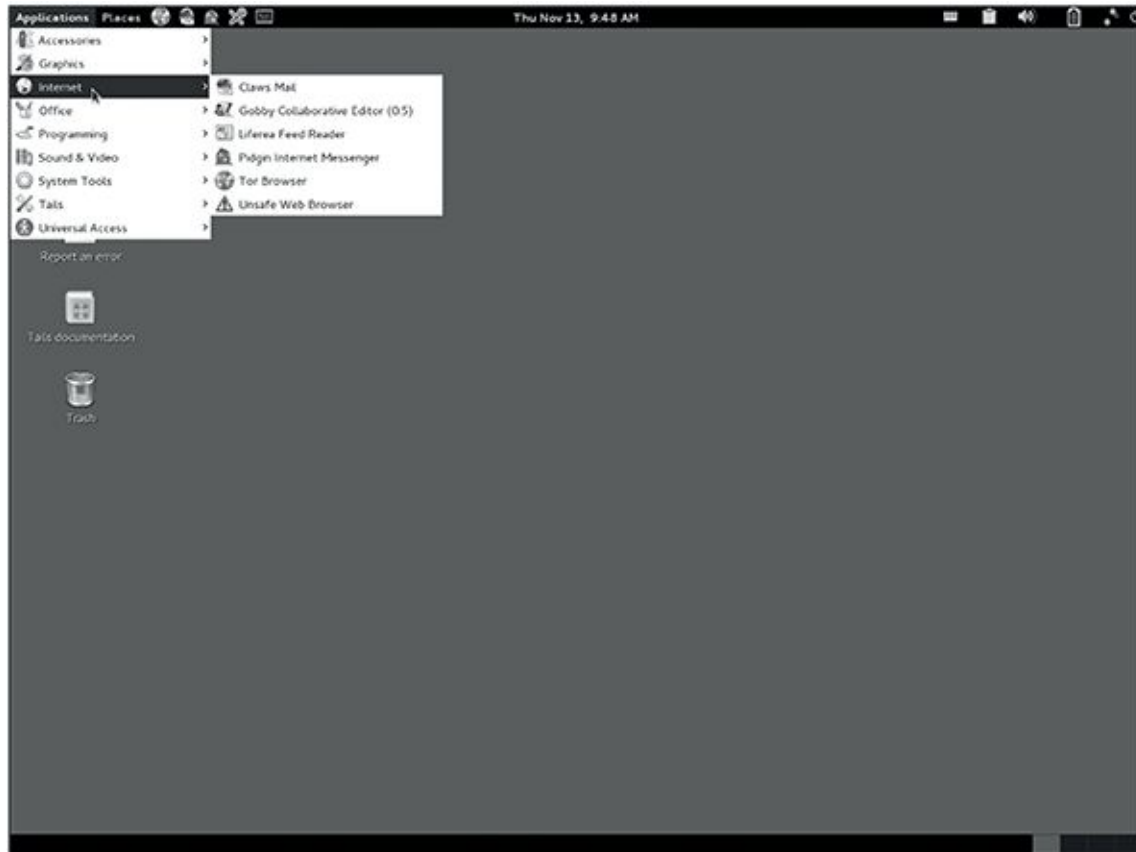 Applications Places Thu Nov 13, 9:48 AM
Accessories
Graphics
Internet
Office
Programming
Sound & Video
System Tools
Tails
Universal Access
Claws Mail
Gobby Collaborative Editor (0.5)
Liferea Feed Reader
Pidgin Internet Messenger
Tor Browser
Unsafe Web Browser
Report an error
Tails documentation
Trash